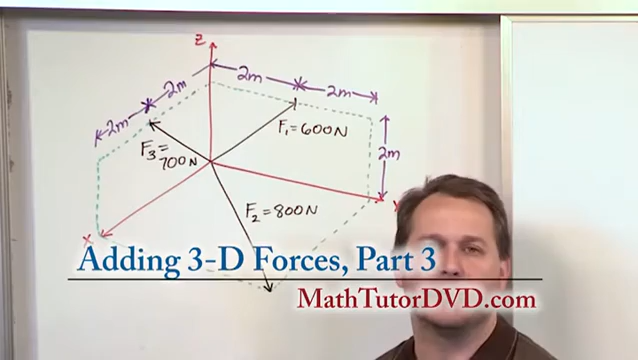 z
2m
2m
2m
2m
F₁=600N
F₃=
700N
2m
F₂=800N
x
Y
Adding 3-D Forces, Part 3
MathTutorDVD.com